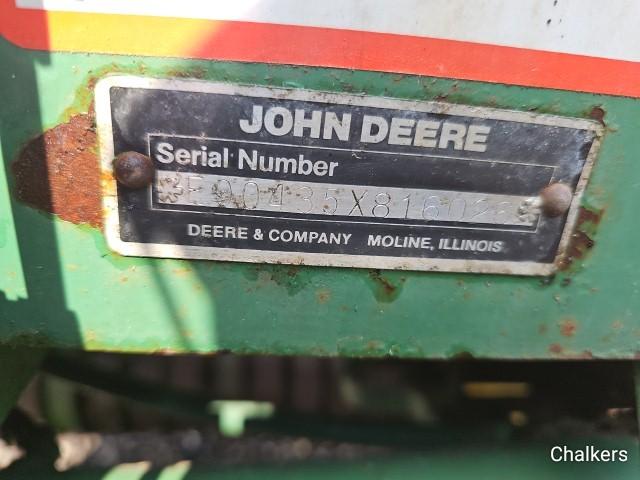 JOHN DEERE
Serial Number
DEERE & COMPANY MOLINE, ILLINOIS
Chalkers